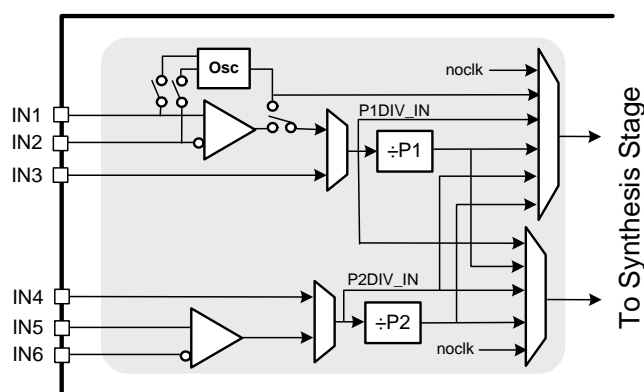 Osc
noclk
IN1
P1DIV_IN
IN2
÷P1
IN3
To Synthesis Stage
P2DIV_IN
IN4
IN5
÷P2
IN6
noclk